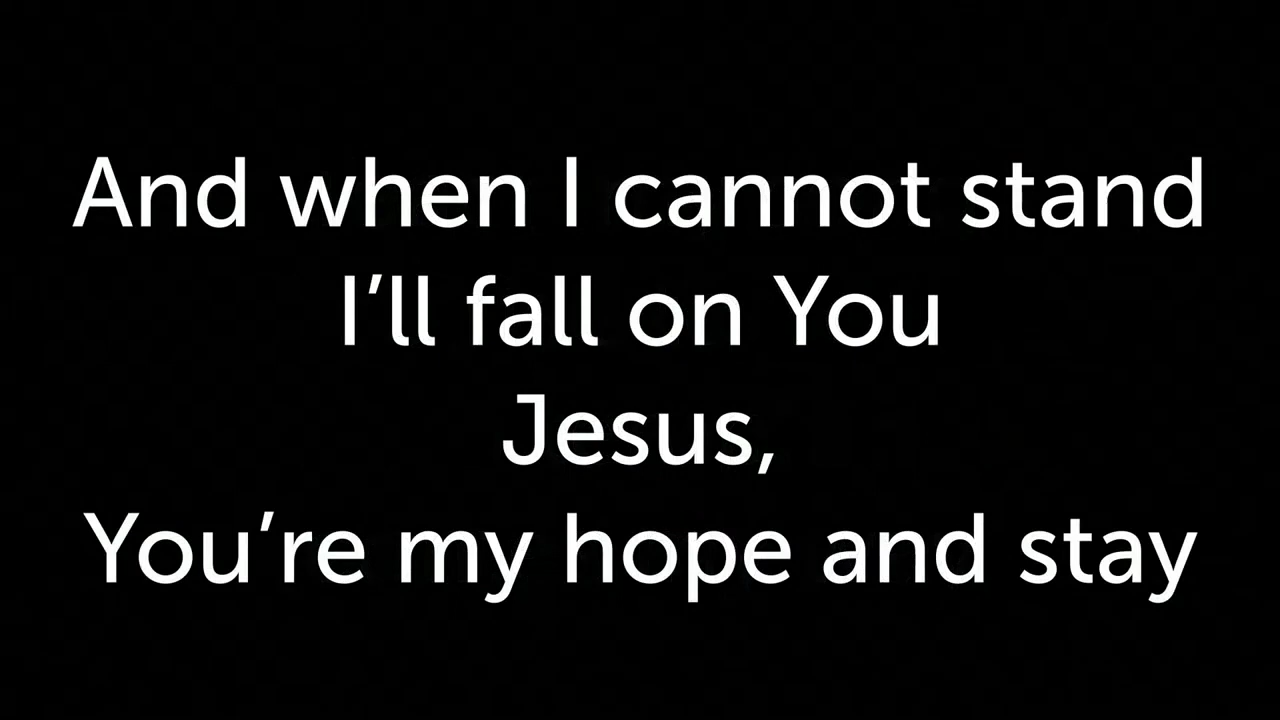 And when I cannot stand
I’ll fall on You
Jesus,
You’re my hope and stay